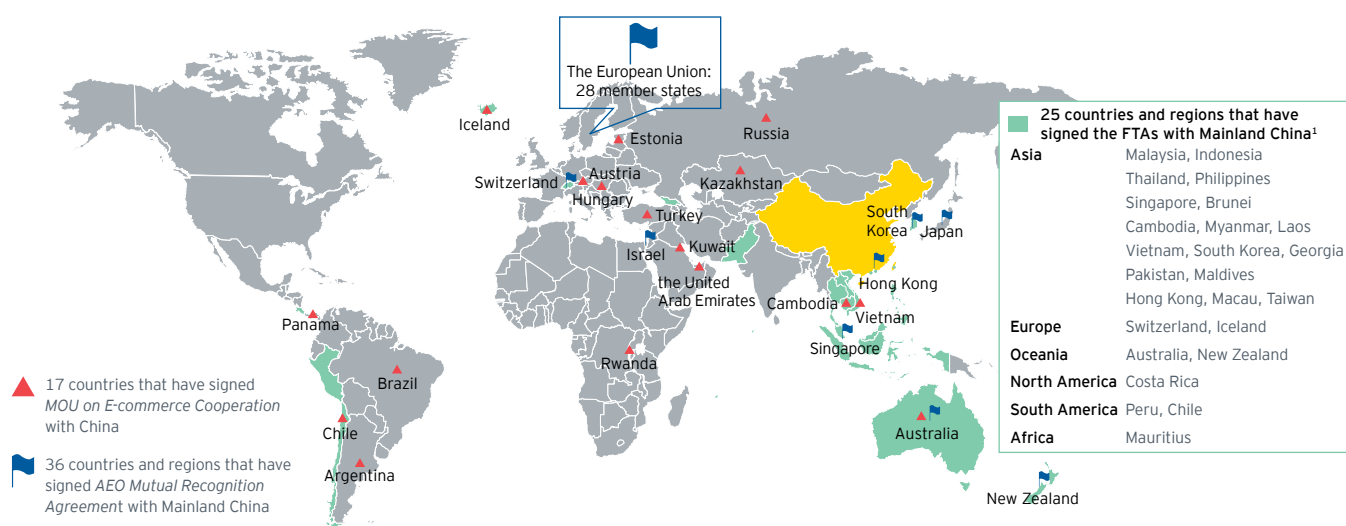 The European Union:
28 member states
Iceland
Estonia
Russia
Switzerland
Austria
Hungary
Kazakhstan
Turkey
Israel
Kuwait
the United
Arab Emirates
South
Korea
Japan
Hong Kong
Cambodia
Vietnam
Singapore
Panama
Brazil
Rwanda
Chile
Argentina
Australia
New Zealand
25 countries and regions that have
signed the FTAs with Mainland China¹
Asia Malaysia, Indonesia
Thailand, Philippines
Singapore, Brunei
Cambodia, Myanmar, Laos
Vietnam, South Korea, Georgia
Pakistan, Maldives
Hong Kong, Macau, Taiwan
Europe Switzerland, Iceland
Oceania Australia, New Zealand
North America Costa Rica
South America Peru, Chile
Africa Mauritius
17 countries that have signed
MOU on E-commerce Cooperation
with China
36 countries and regions that have
signed AEO Mutual Recognition
Agreement with Mainland China